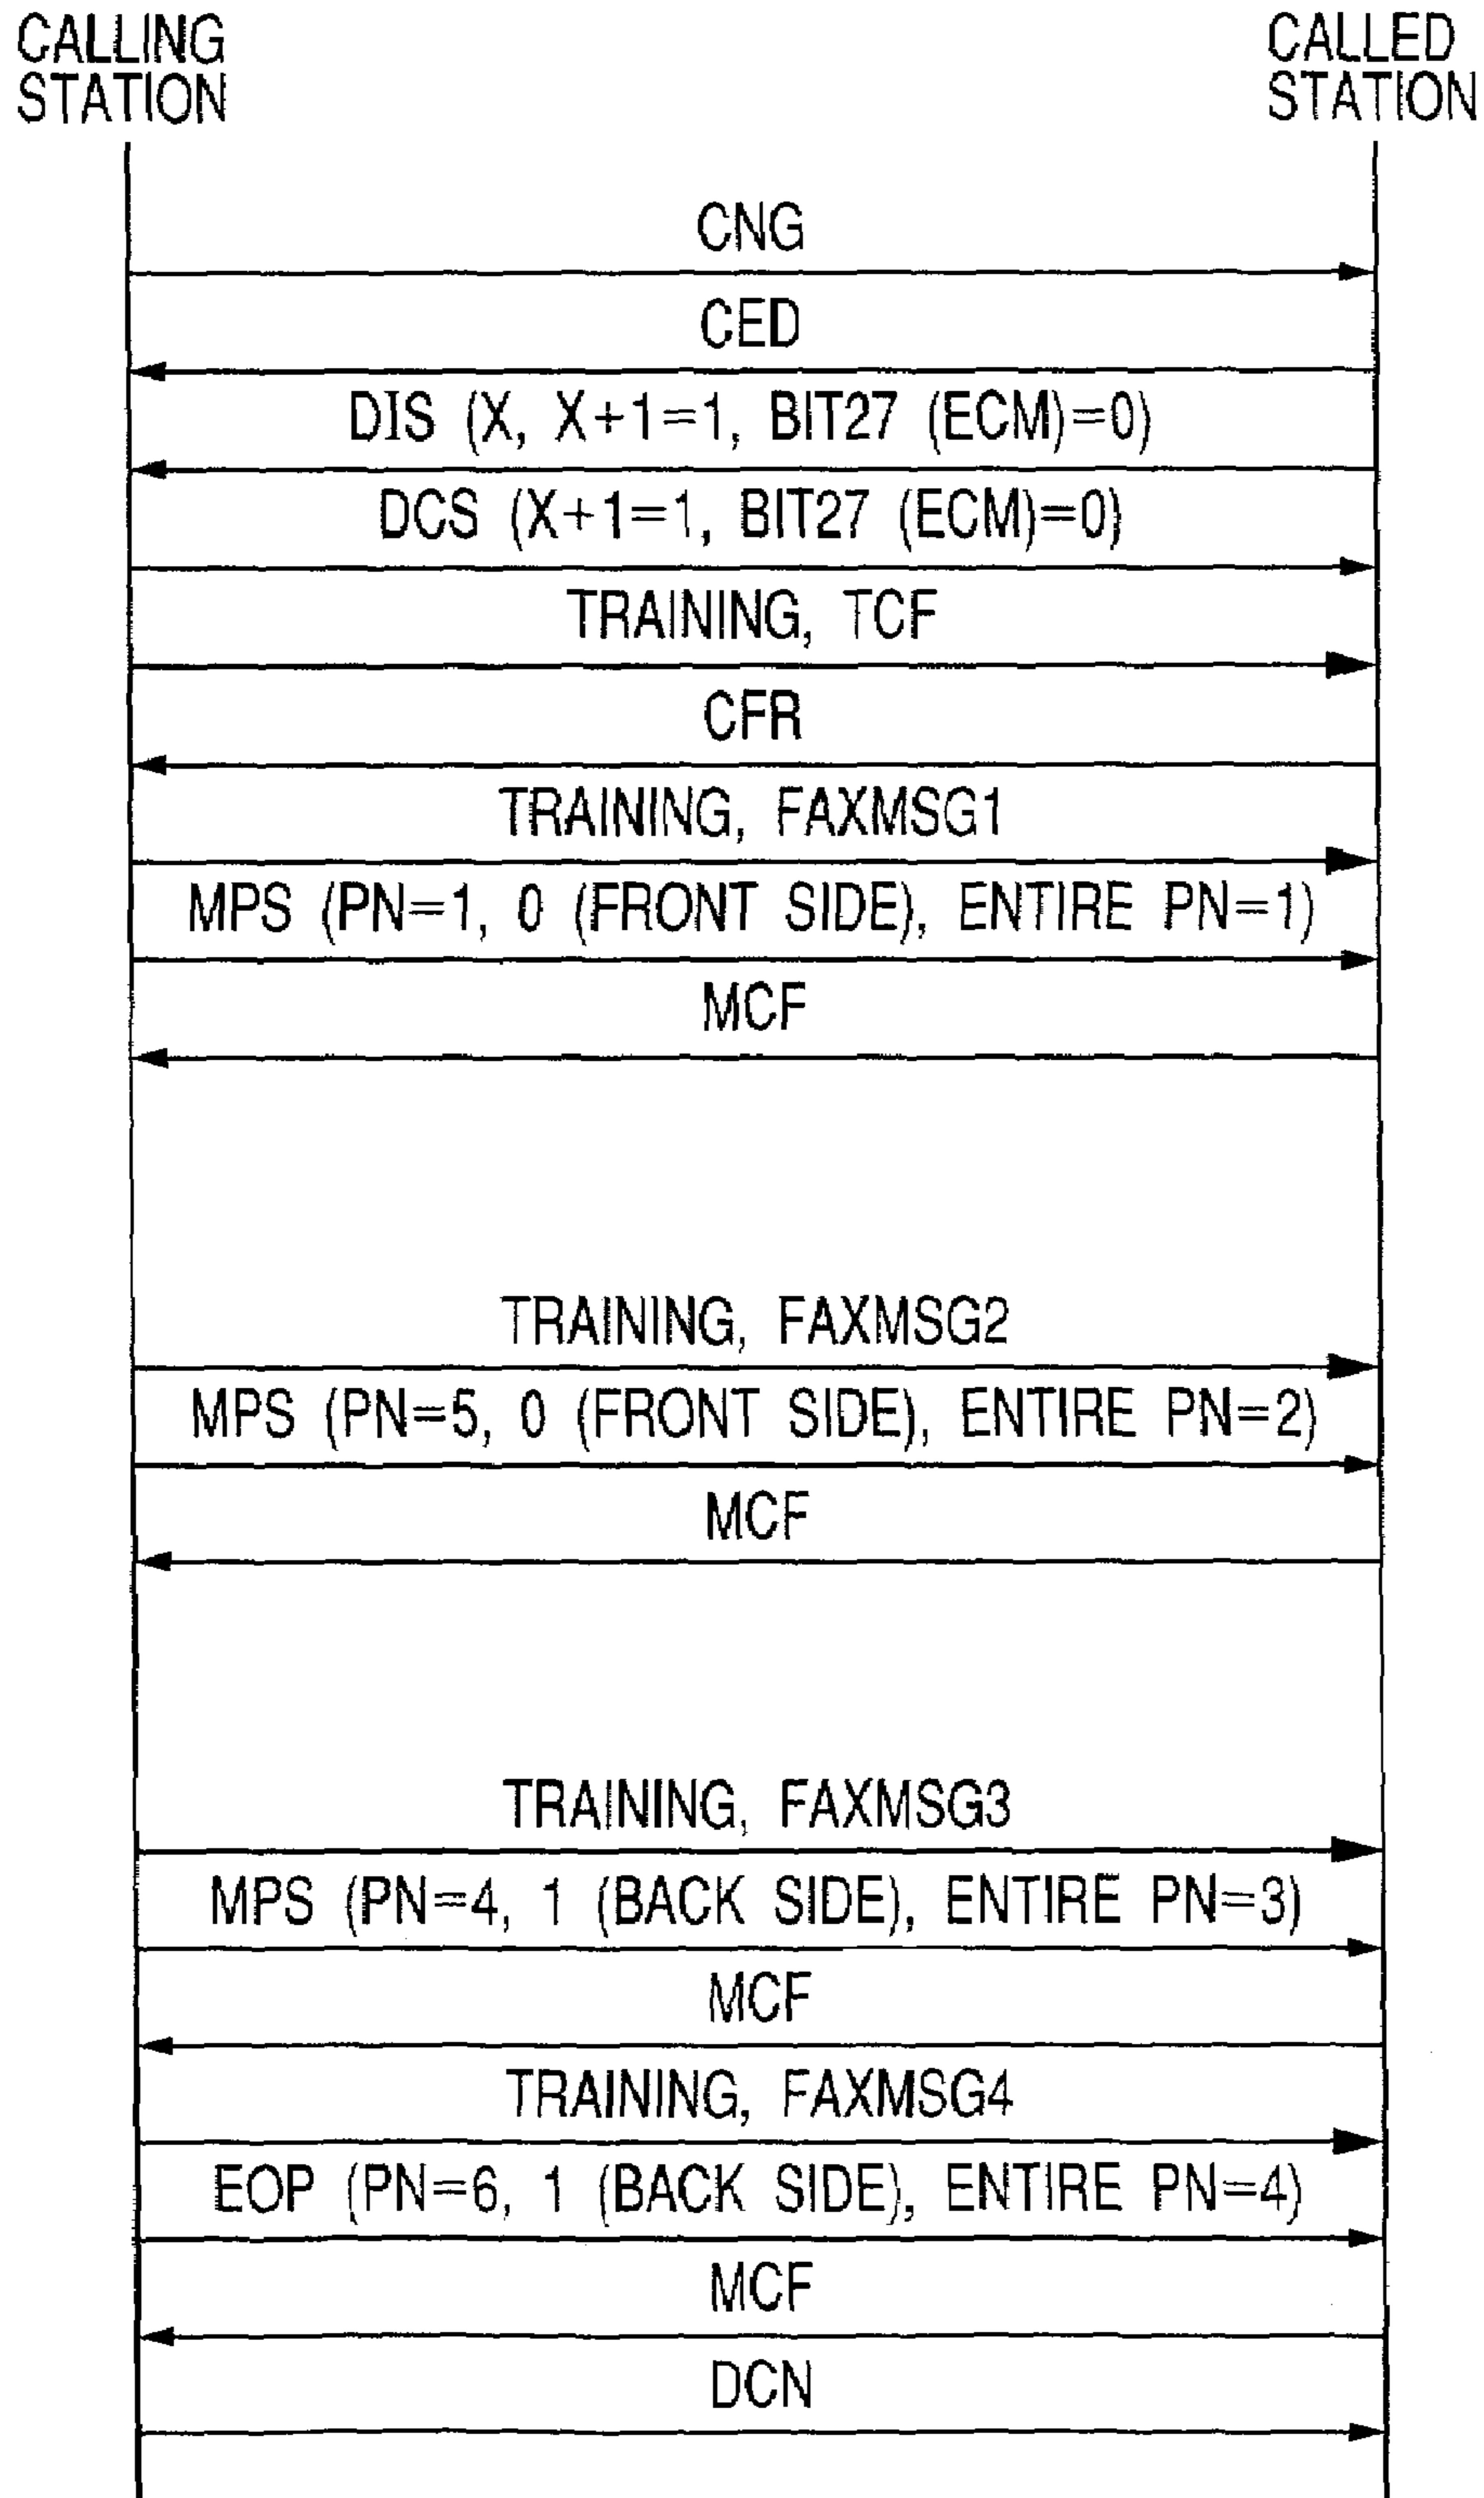 CALLING
STATION
CALLED
STATION
CNG
CED
DIS (X, X+1=1, BIT27 (ECM)=0)
DCS (X+1=1, BIT27 (ECM)=0)
TRAINING, TCF
CFR
TRAINING, FAXMSG1
MPS (PN=1, 0 (FRONT SIDE), ENTIRE PN=1)
MCF
TRAINING, FAXMSG2
MPS (PN=5, 0 (FRONT SIDE), ENTIRE PN=2)
MCF
TRAINING, FAXMSG3
MPS (PN=4, 1 (BACK SIDE), ENTIRE PN=3)
MCF
TRAINING, FAXMSG4
EOP (PN=6, 1 (BACK SIDE), ENTIRE PN=4)
MCF
DCN